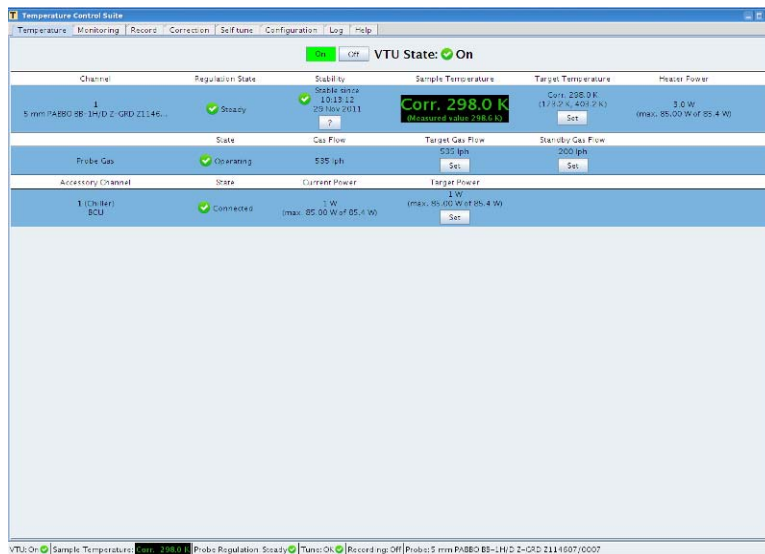 Temperature Control Suite
Temperature Monitoring Record Correction Selftune Configuration Log Help
On Off VTU State: On
Channel Regulation State Stability Sample Temperature Target Temperature Heater Power
1
5 mm PABBO BB-1H/D Z-GRD Z1146...
Steady
Stable since
10:13:12
29 Nov 2011
?
Corr. 298.0 K
(Measured value 298.6 K)
Corr. 298.0 K
(173.2 K, 403.2 K)
Set
3.0 W
(max. 85.00 W of 85.4 W)
State Gas Flow Target Gas Flow Standby Gas Flow
Probe Gas Operating 535 lph
535 lph
Set
200 lph
Set
Accessory Channel State Current Power Target Power
1 (Chiller)
BCU
Connected
1 W
(max. 85.00 W of 85.4 W)
1 W
(max. 85.00 W of 85.4 W)
Set
VTU: On Sample Temperature: Corr. 298.0 K Probe Regulation: Steady Tune: OK Recording: Off Probe: 5 mm PABBO BB-1H/D Z-GRD Z114607/0007